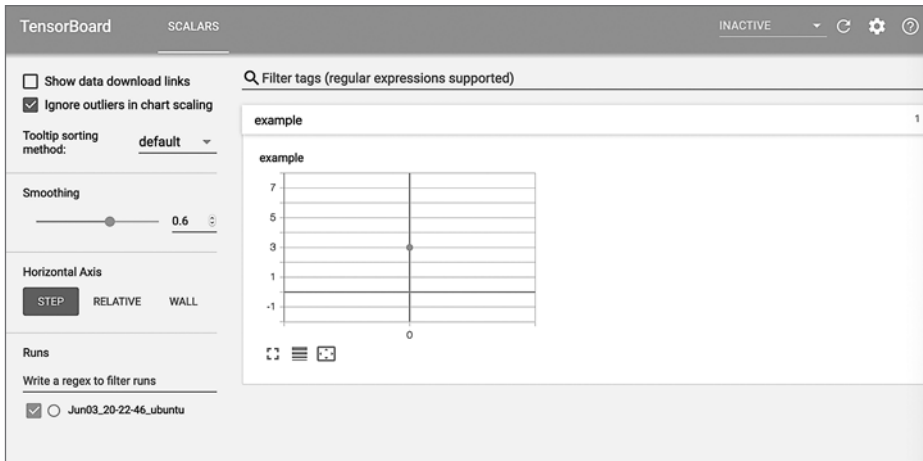 TensorBoard SCALARS INACTIVE
Show data download links
Ignore outliers in chart scaling
Tooltip sorting
method: default
Smoothing
0.6
Horizontal Axis
STEP RELATIVE WALL
Runs
Write a regex to filter runs
Jun03_20-22-46_ubuntu
Filter tags (regular expressions supported)
example 1
example
7
5
3
1
-1
0